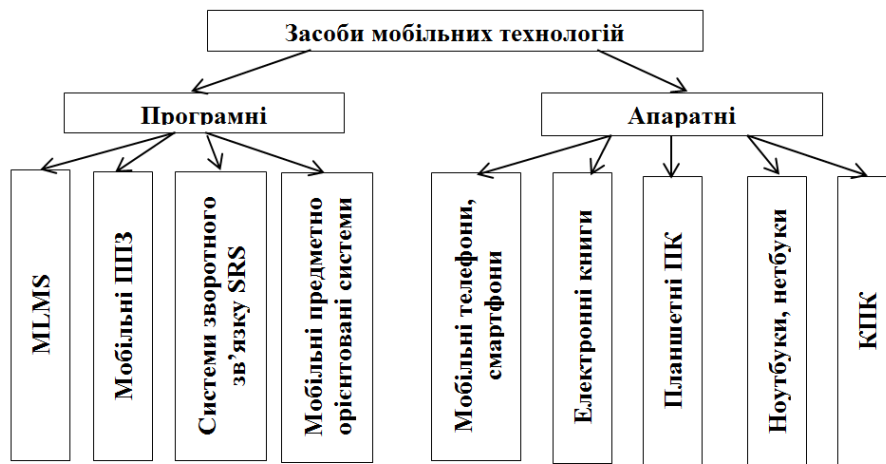 Засоби мобільних технологій
Програмні
Апаратні
MLMS
Мобільні ППЗ
Системи зворотного
зв’язку SRS
Мобільні предметно
орієнтовані системи
Мобільні телефони,
смартфони
Електронні книги
Планшетні ПК
Ноутбуки, нетбуки
КПК